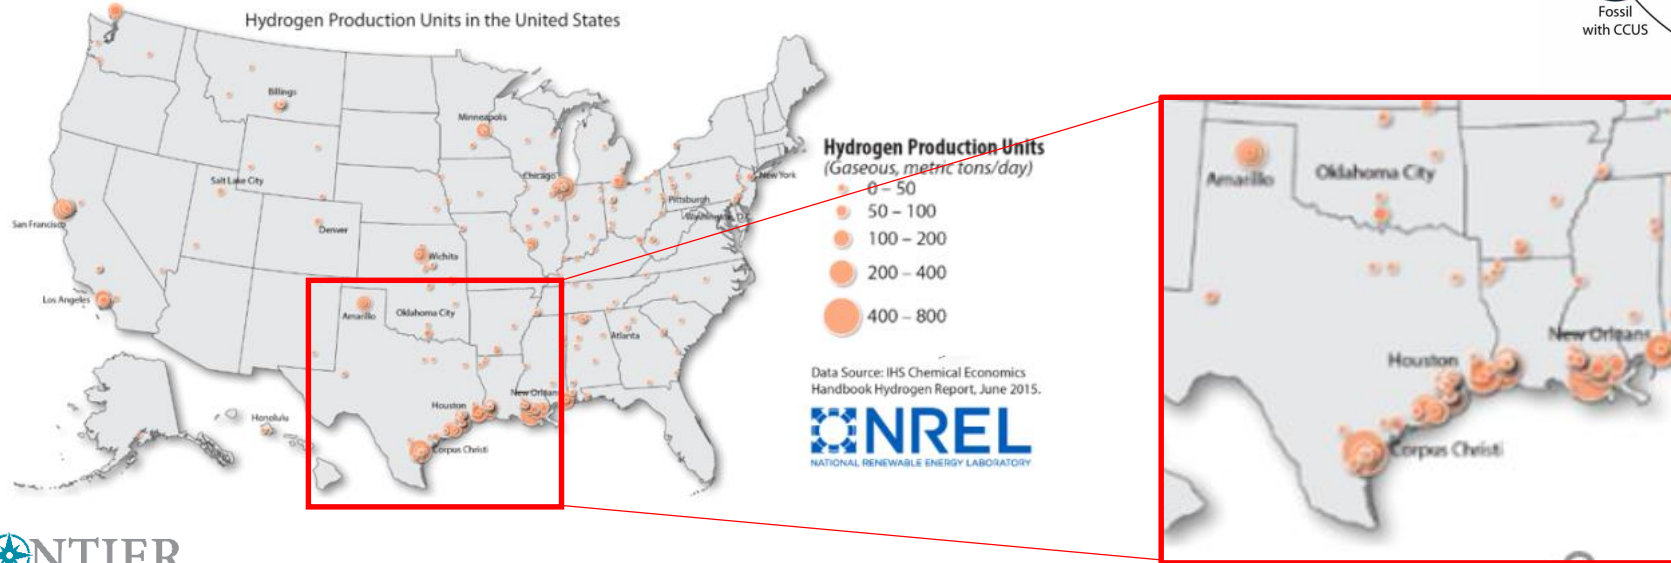 Hydrogen Production Units in the United States
Fossil
with CCUS
Billings
Minneapolis
Chicago
New York
Salt Lake City
Pittsburgh
Washington, D.C.
San Francisco
Denver
Wichita
Los Angeles
Amarillo
Oklahoma City
Atlanta
New Orleans
Houston
Honolulu
Corpus Christi
Hydrogen Production Units
(Gaseous, metric tons/day)
0 – 50
50 – 100
100 – 200
200 – 400
400 – 800
Data Source: IHS Chemical Economics
Handbook Hydrogen Report, June 2015.
NREL
NATIONAL RENEWABLE ENERGY LABORATORY
Amarillo
Oklahoma City
New Orleans
Houston
Corpus Christi
NTIER